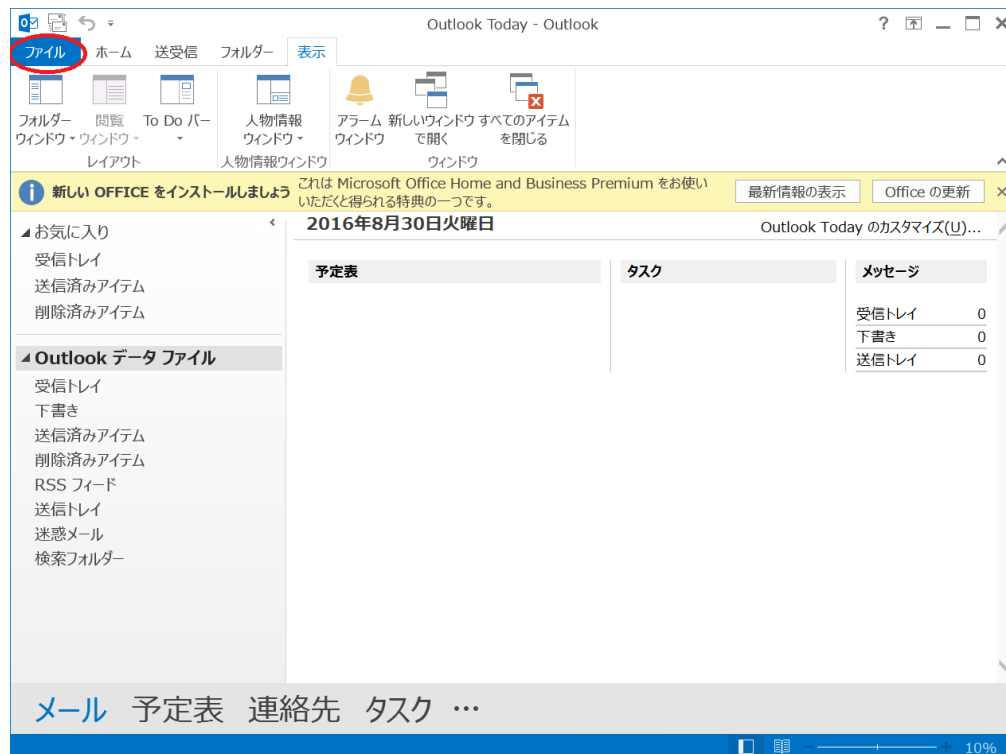 Outlook Today - Outlook
ファイル ホーム 送受信 フォルダー 表示
フォルダー ウィンドウ
閲覧 ウィンドウ
To Do バー
人物情報 ウィンドウ
アラーム ウィンドウ
新しいウィンドウ で開く
すべてのアイテム を閉じる
レイアウト 人物情報ウィンドウ ウィンドウ
新しい OFFICE をインストールしましょう
これは Microsoft Office Home and Business Premium をお使い
いただくと得られる特典の一つです。
最新情報の表示 Office の更新
お気に入り
受信トレイ
送信済みアイテム
削除済みアイテム
Outlook データ ファイル
受信トレイ
下書き
送信済みアイテム
削除済みアイテム
RSS フィード
送信トレイ
迷惑メール
検索フォルダー
2016年8月30日火曜日
Outlook Today のカスタマイズ(U)...
予定表 タスク メッセージ
受信トレイ 0
下書き 0
送信トレイ 0
メール 予定表 連絡先 タスク ···
10%